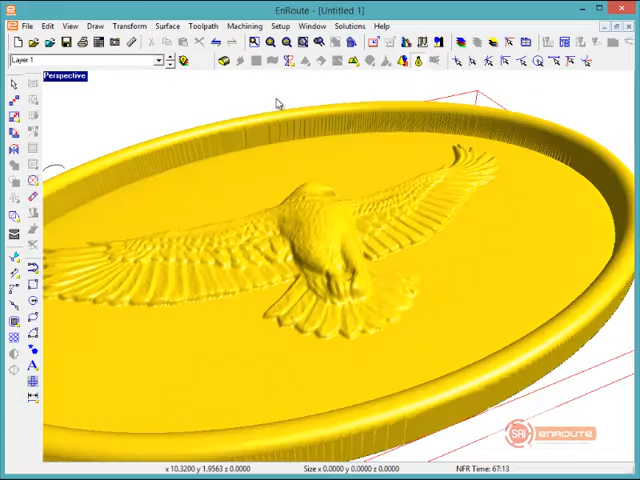 EnRoute - [Untitled 1]
File Edit View Draw Transform Surface Toolpath Machining Setup Window Solutions Help
Layer 1
Perspective
SAi ENROUTE
x 10.3200 y 1.9563 z 0.0000 Size x 0.0000 y 0.0000 z 0.0000 NFR Time: 67:13